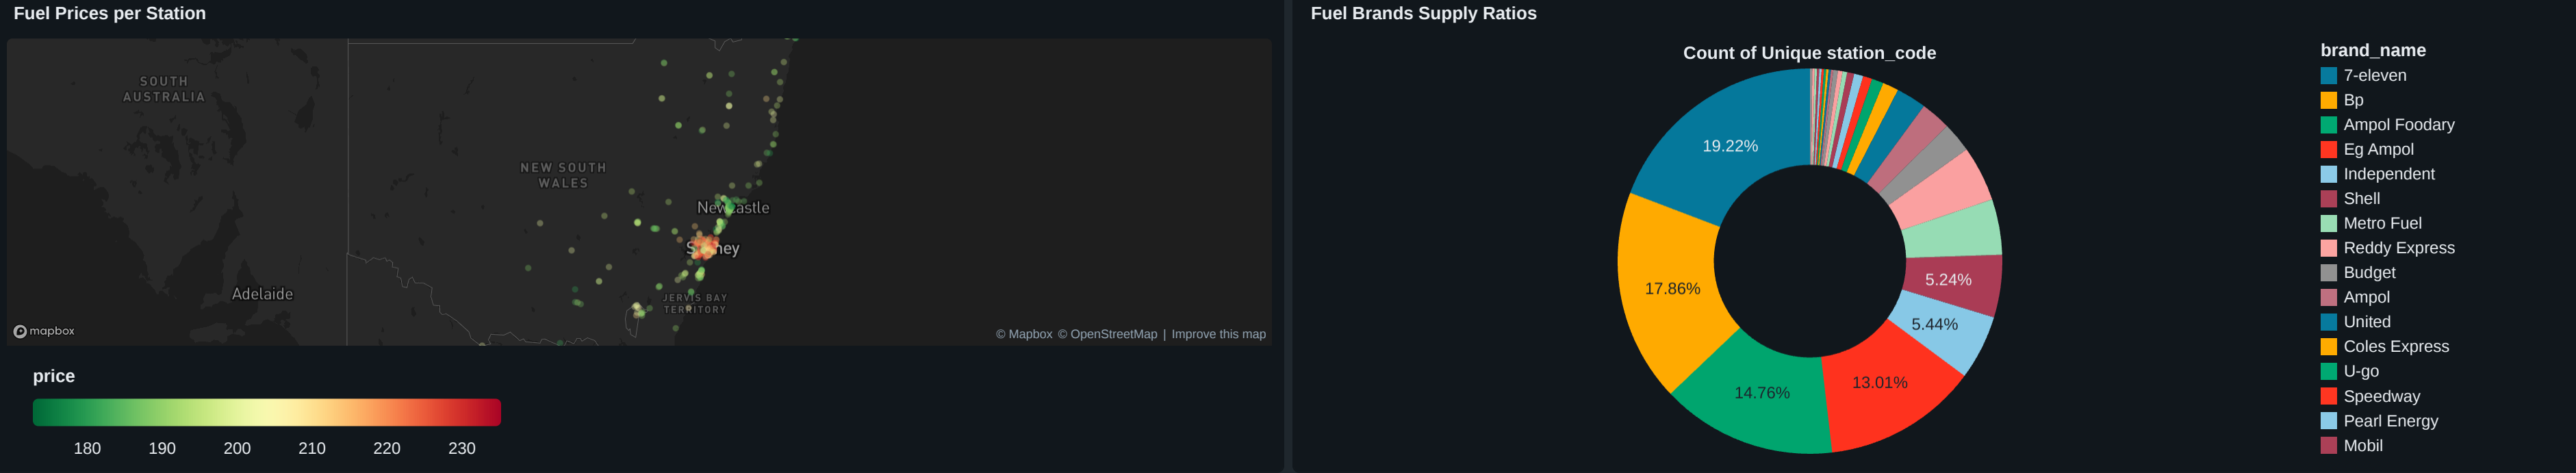 Fuel Prices per Station
SOUTH
AUSTRALIA
NEW SOUTH
WALES
Newcastle
Sydney
Adelaide
JERVIS BAY
TERRITORY
mapbox
© Mapbox © OpenStreetMap | Improve this map
price
180 190 200 210 220 230
Fuel Brands Supply Ratios
Count of Unique station_code
19.22%
17.86%
14.76%
13.01%
5.44%
5.24%
brand_name
7-eleven
Bp
Ampol Foodary
Eg Ampol
Independent
Shell
Metro Fuel
Reddy Express
Budget
Ampol
United
Coles Express
U-go
Speedway
Pearl Energy
Mobil